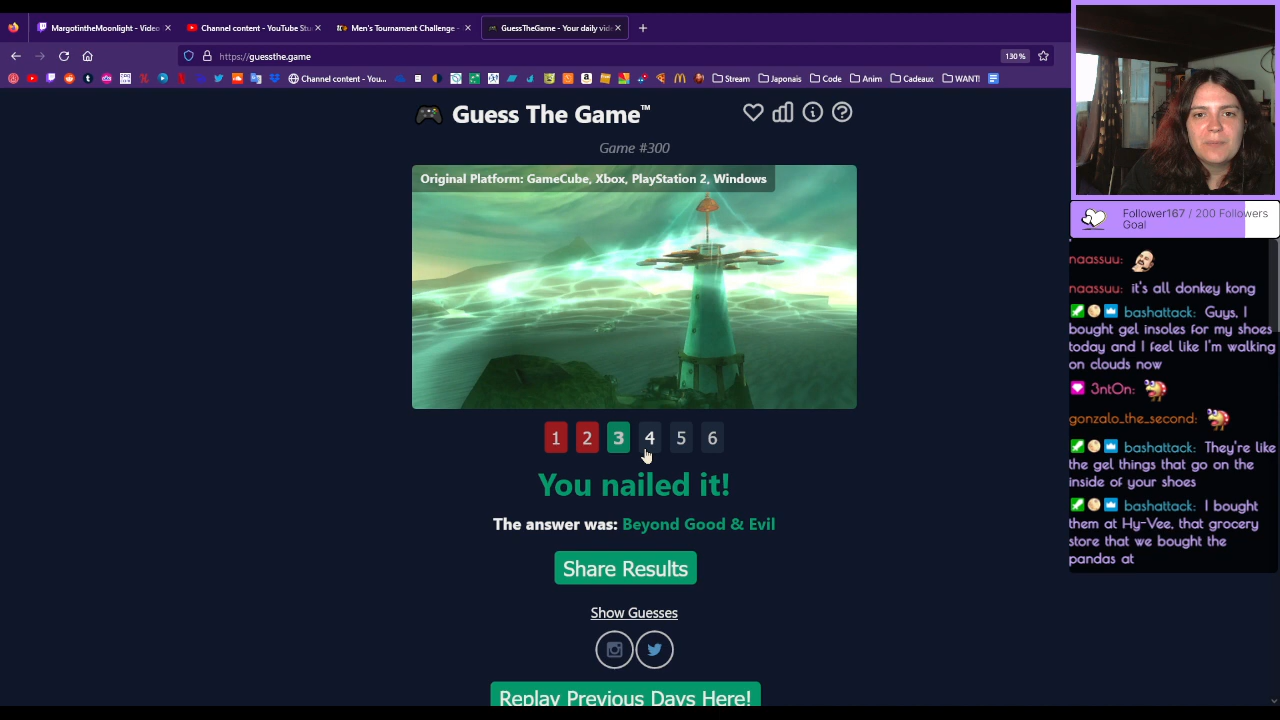 MargotintheMoonlight - Video
Channel content - YouTube Stu
Men's Tournament Challenge -
GuessTheGame - Your daily vid
https://guessthe.game
130%
Channel content - You...
Stream
Japonais
Code
Anim
Cadeaux
WANT!
Guess The Game™
Game #300
Original Platform: GameCube, Xbox, PlayStation 2, Windows
1 2 3 4 5 6
You nailed it!
The answer was: Beyond Good & Evil
Share Results
Show Guesses
Replay Previous Days Here!
Follower167 / 200 Followers
Goal
naassuu:
naassuu: it's all donkey kong
bashattack: Guys, I
bought gel insoles for my shoes
today and I feel like I'm walking
on clouds now
3ntOn:
gonzalo_the_second:
bashattack: They're like
the gel things that go on the
inside of your shoes
bashattack: I bought
them at Hy-Vee, that grocery
store that we bought the
pandas at